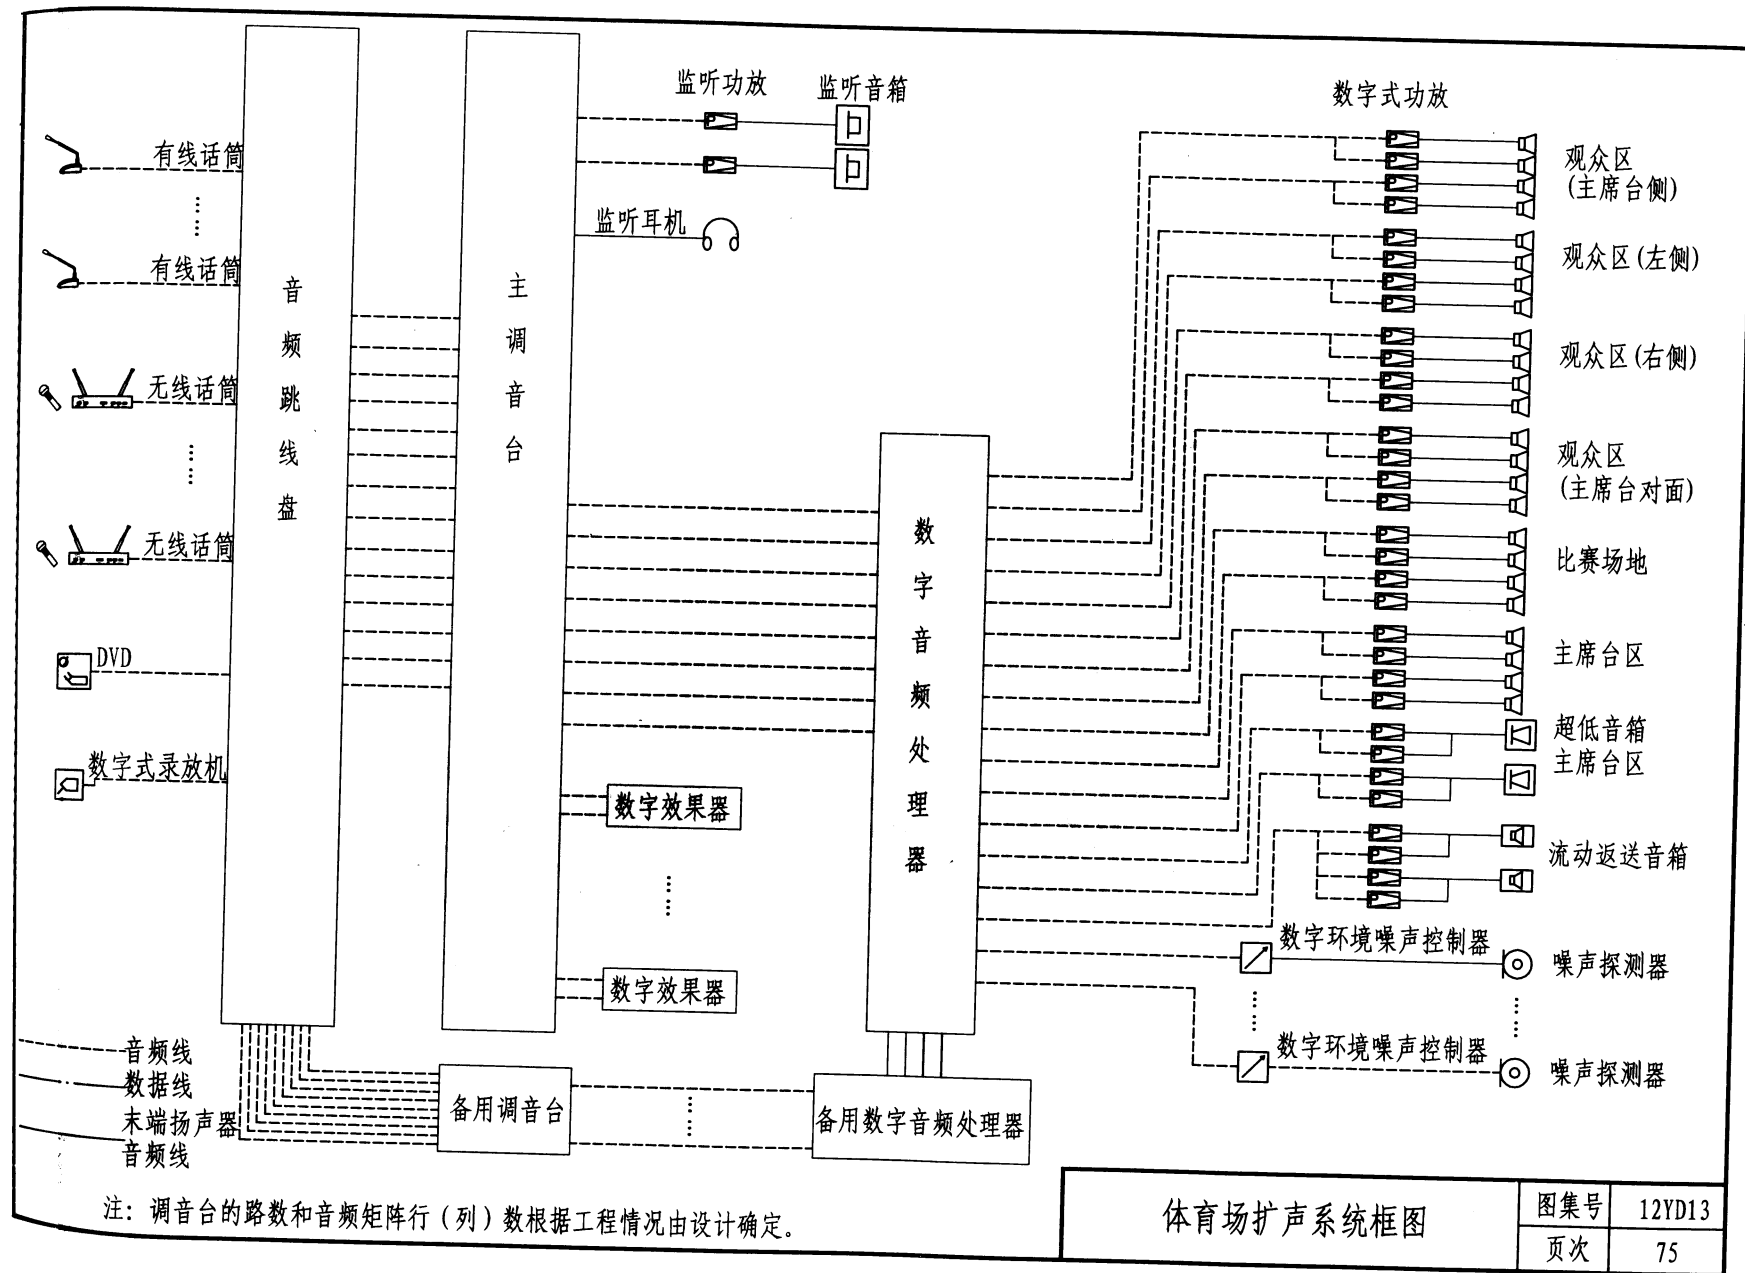 监听功放
监听音箱
数字式功放
有线话筒
有线话筒
无线话筒
无线话筒
DVD
数字式录放机
音频跳线盘
主调音台
监听耳机
数字效果器
数字效果器
数字音频处理器
观众区
(主席台侧)
观众区(左侧)
观众区(右侧)
观众区
(主席台对面)
比赛场地
主席台区
超低音箱
主席台区
流动返送音箱
数字环境噪声控制器
噪声探测器
数字环境噪声控制器
噪声探测器
音频线
数据线
末端扬声器
音频线
备用调音台
备用数字音频处理器
注: 调音台的路数和音频矩阵行(列)数根据工程情况由设计确定。
体育场扩声系统框图
图集号 12YD13
页次 75